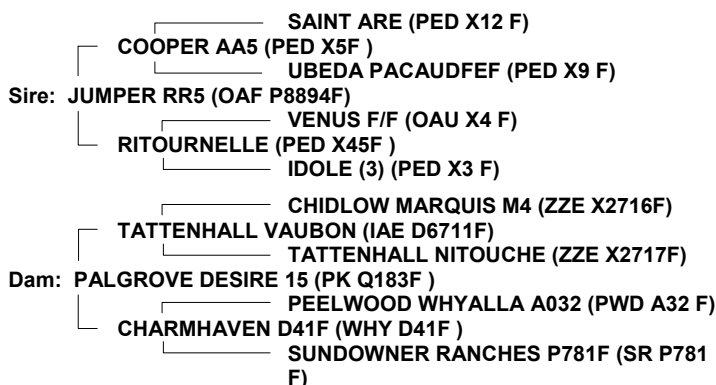 SAINT ARE (PED X12 F)
COOPER AA5 (PED X5F )
UBEDA PACAUDFEF (PED X9 F)
Sire: JUMPER RR5 (OAF P8894F)
VENUS F/F (OAU X4 F)
RITOURNELLE (PED X45F )
IDOLE (3) (PED X3 F)
CHIDLOW MARQUIS M4 (ZZE X2716F)
TATTENHALL VAUBON (IAE D6711F)
TATTENHALL NITOUCHE (ZZE X2717F)
Dam: PALGROVE DESIRE 15 (PK Q183F )
PEELWOOD WHYALLA A032 (PWD A32 F)
CHARMHAVEN D41F (WHY D41F )
SUNDOWNER RANCHES P781F (SR P781
F)